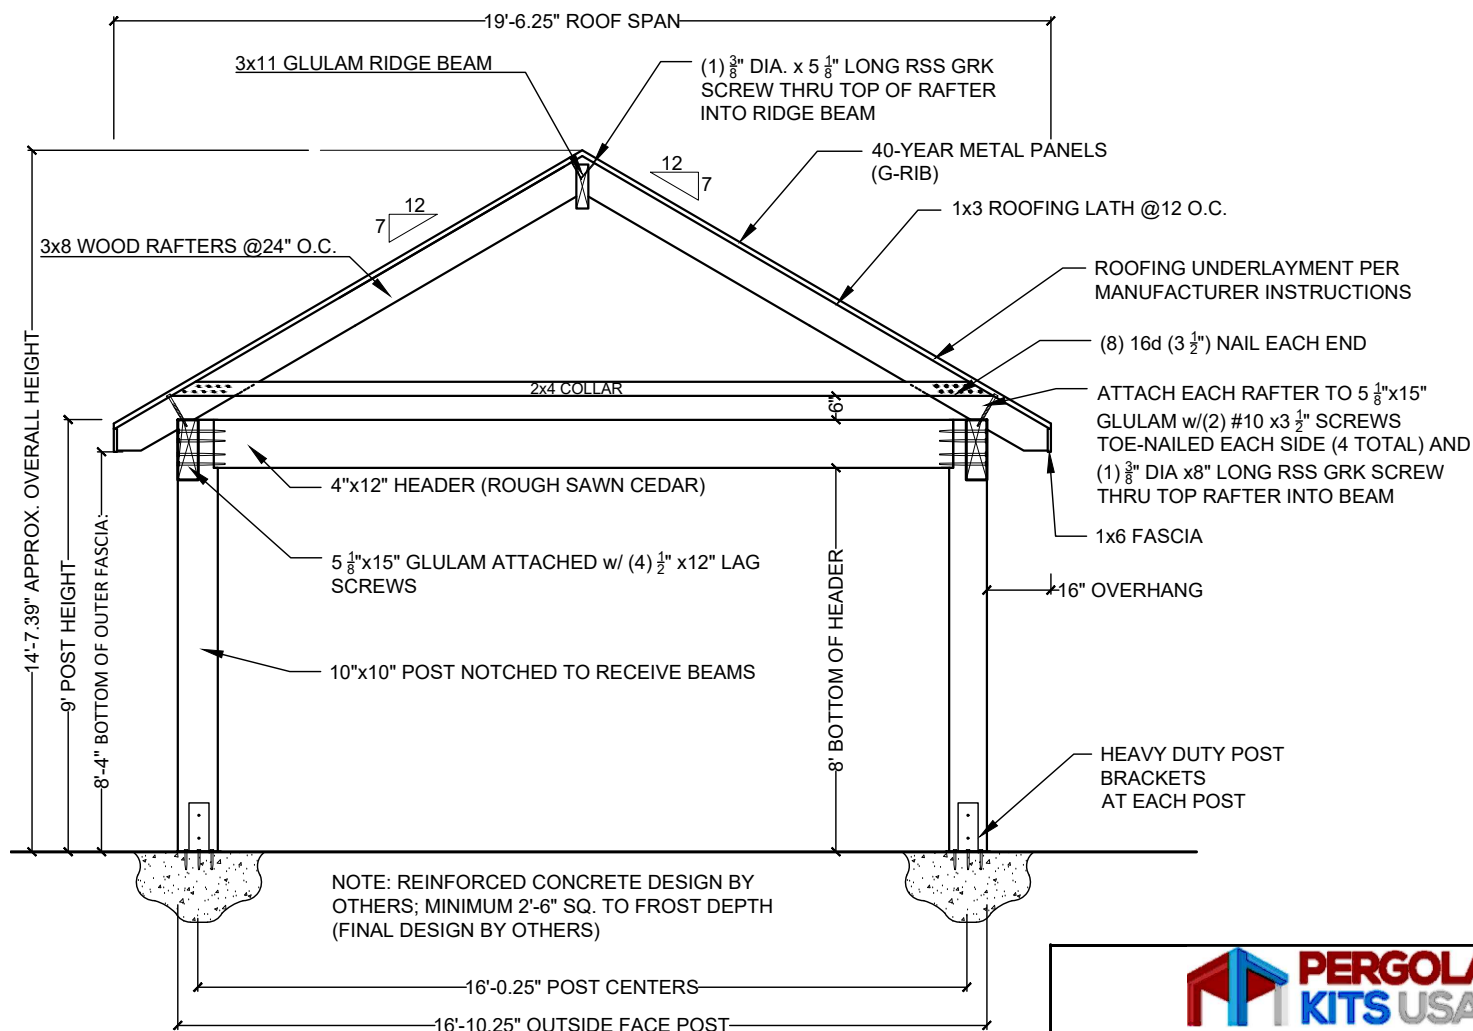 19'-6.25" ROOF SPAN
3x11 GLULAM RIDGE BEAM
(1) 3/8" DIA. x 5 1/8" LONG RSS GRK
SCREW THRU TOP OF RAFTER
INTO RIDGE BEAM
40-YEAR METAL PANELS
(G-RIB)
12
7
12
7
1x3 ROOFING LATH @12 O.C.
3x8 WOOD RAFTERS @24" O.C.
ROOFING UNDERLAYMENT PER
MANUFACTURER INSTRUCTIONS
(8) 16d (3 1/2") NAIL EACH END
2x4 COLLAR
6"
ATTACH EACH RAFTER TO 5 1/8"x15"
GLULAM w/(2) #10 x3 1/2" SCREWS
TOE-NAILED EACH SIDE (4 TOTAL) AND
(1) 3/8" DIA x8" LONG RSS GRK SCREW
THRU TOP RAFTER INTO BEAM
4"x12" HEADER (ROUGH SAWN CEDAR)
1x6 FASCIA
5 1/8"x15" GLULAM ATTACHED w/ (4) 1/2" x12" LAG
SCREWS
16" OVERHANG
14'-7.39" APPROX. OVERALL HEIGHT
9' POST HEIGHT
8'-4" BOTTOM OF OUTER FASCIA.
8' BOTTOM OF HEADER
10"x10" POST NOTCHED TO RECEIVE BEAMS
HEAVY DUTY POST
BRACKETS
AT EACH POST
NOTE: REINFORCED CONCRETE DESIGN BY
OTHERS; MINIMUM 2'-6" SQ. TO FROST DEPTH
(FINAL DESIGN BY OTHERS)
16'-0.25" POST CENTERS
16'-10.25" OUTSIDE FACE POST
PERGOLA
KITS USA